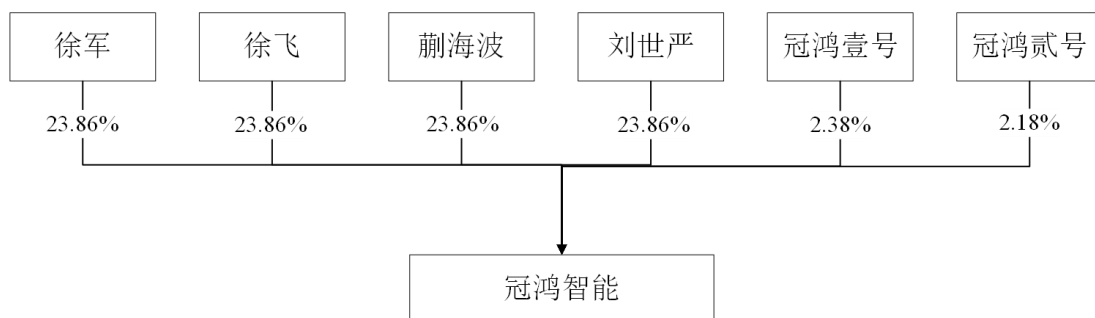 徐军
徐飞
蒯海波
刘世严
冠鸿壹号
冠鸿贰号
23.86%
23.86%
23.86%
23.86%
2.38%
2.18%
冠鸿智能